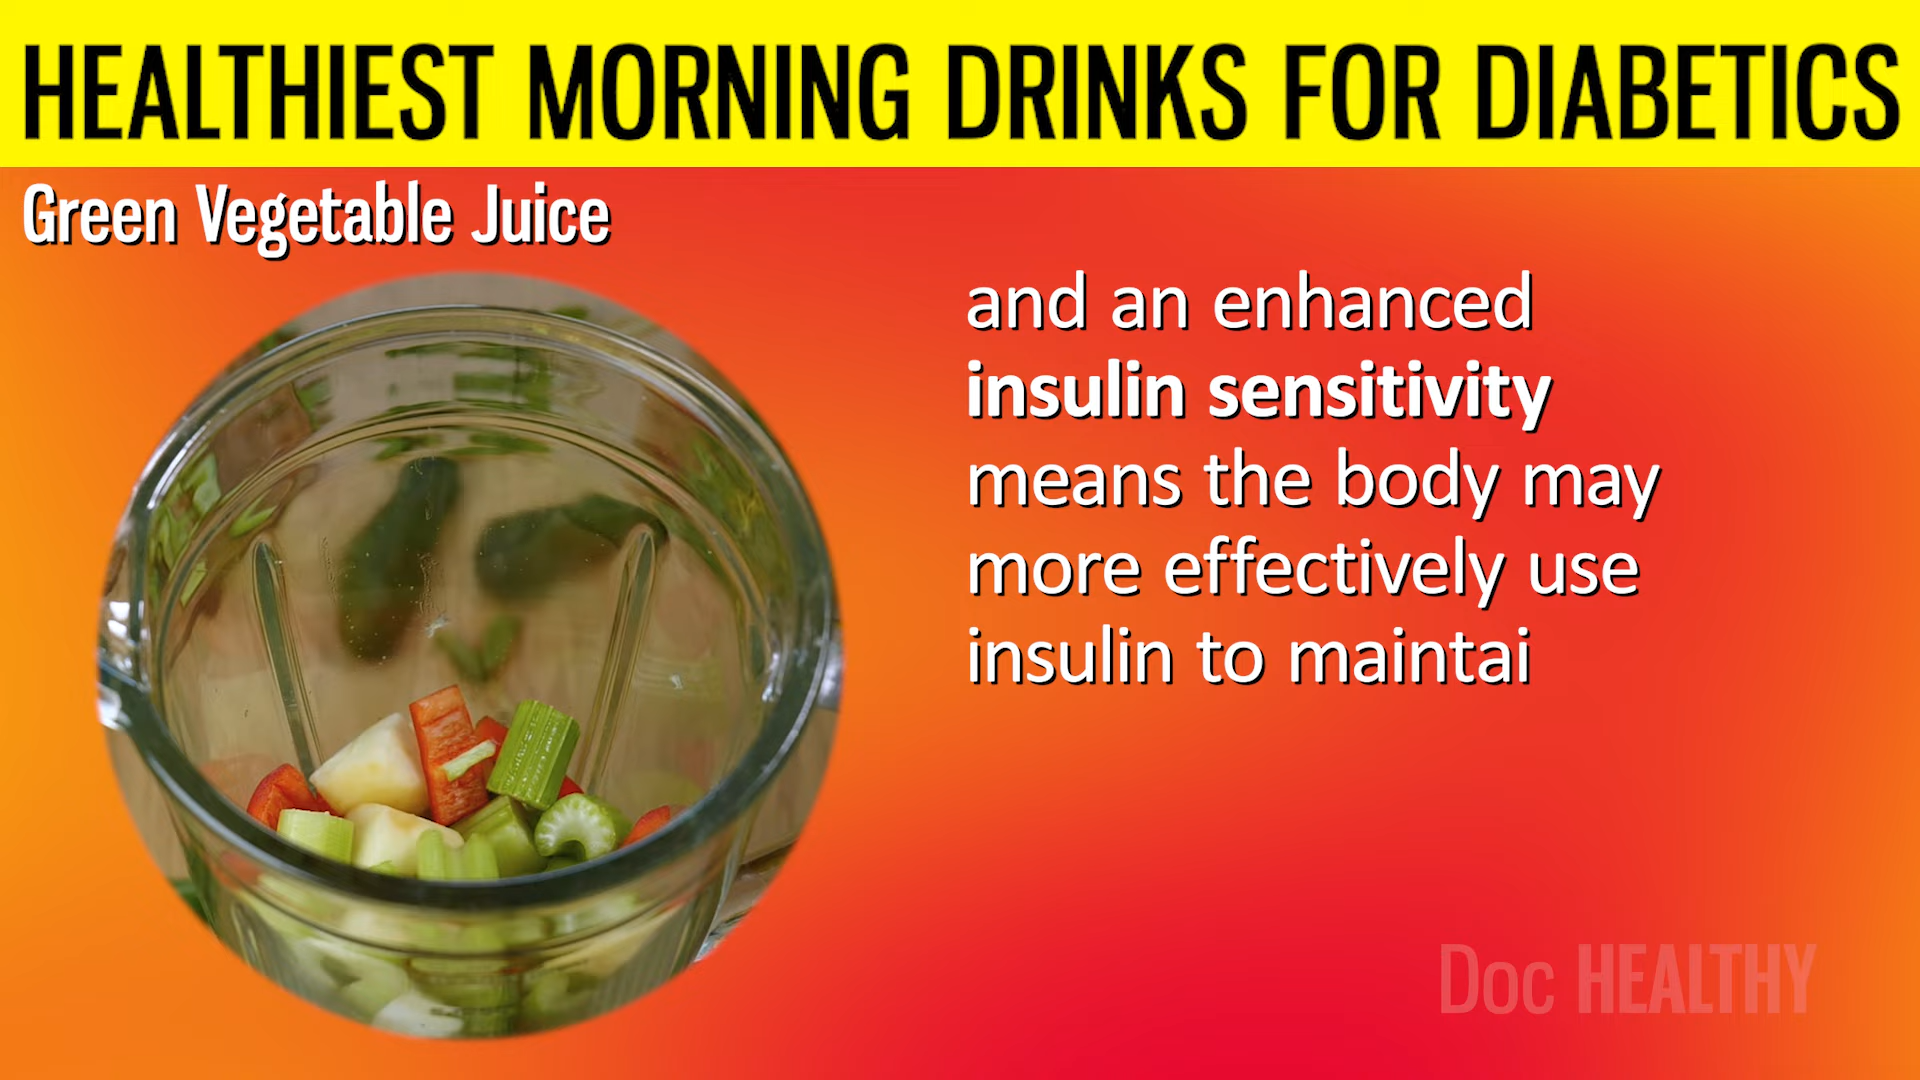 HEALTHIEST MORNING DRINKS FOR DIABETICS
Green Vegetable Juice
and an enhanced
insulin sensitivity
means the body may
more effectively use
insulin to maintai
Doc HEALTHY